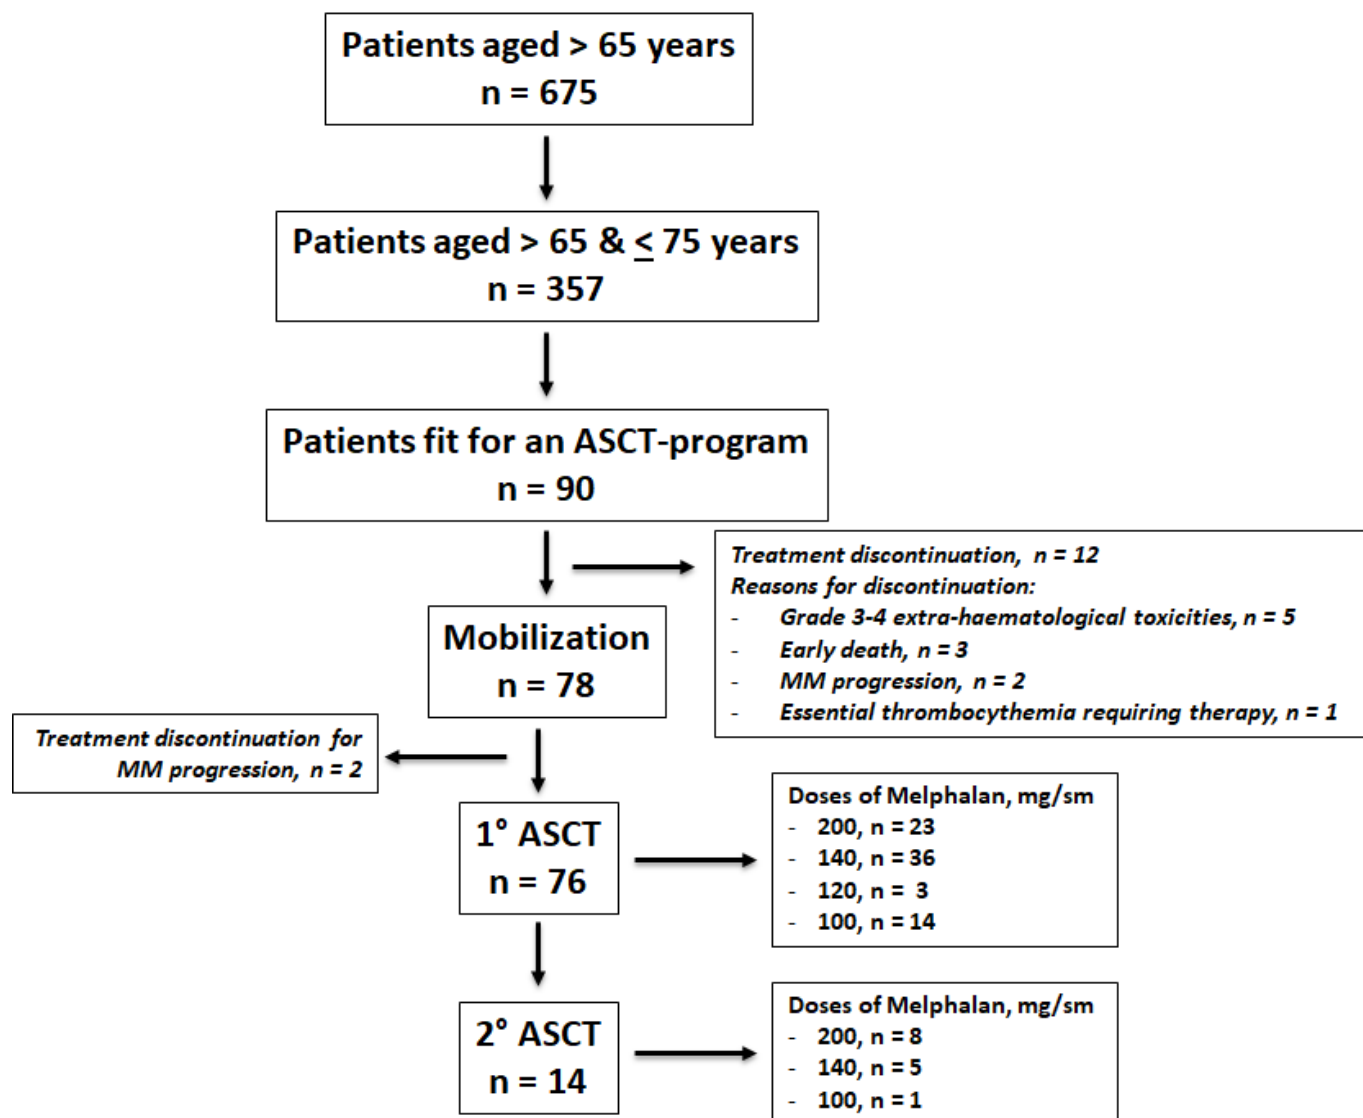 Patients aged > 65 years
n = 675
Patients aged > 65 & ≤ 75 years
n = 357
Patients fit for an ASCT-program
n = 90
Treatment discontinuation, n = 12
Reasons for discontinuation:
- Grade 3-4 extra-haematological toxicities, n = 5
- Early death, n = 3
- MM progression, n = 2
- Essential thrombocythemia requiring therapy, n = 1
Mobilization
n = 78
Treatment discontinuation for
MM progression, n = 2
1° ASCT
n = 76
Doses of Melphalan, mg/sm
- 200, n = 23
- 140, n = 36
- 120, n = 3
- 100, n = 14
2° ASCT
n = 14
Doses of Melphalan, mg/sm
- 200, n = 8
- 140, n = 5
- 100, n = 1